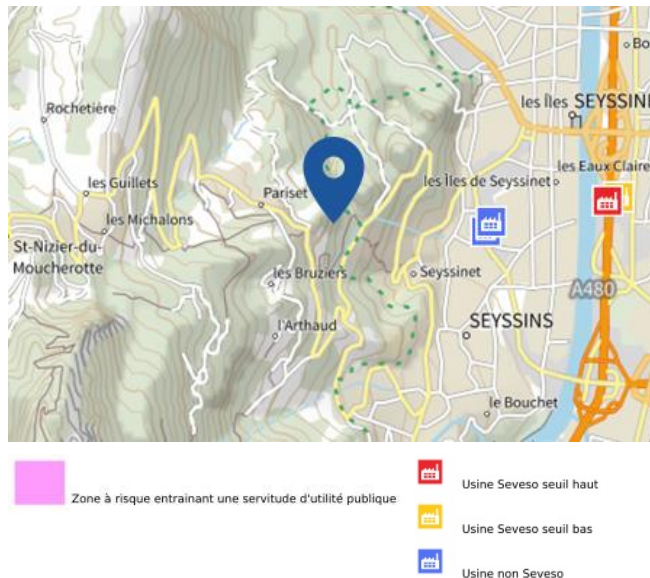 Bo
les Îles SEYSSINE
Rochetière
les Eaux Claire
les Guillets
Pariset
les Îles de Seyssinet
les Michalons
St-Nizier-du-
Moucherotte
les Bruziers
Seyssinet
A480
l'Arthaud
SEYSSINS
le Bouchet
Zone à risque entrainant une servitude d'utilité publique
Usine Seveso seuil haut
Usine Seveso seuil bas
Usine non Seveso